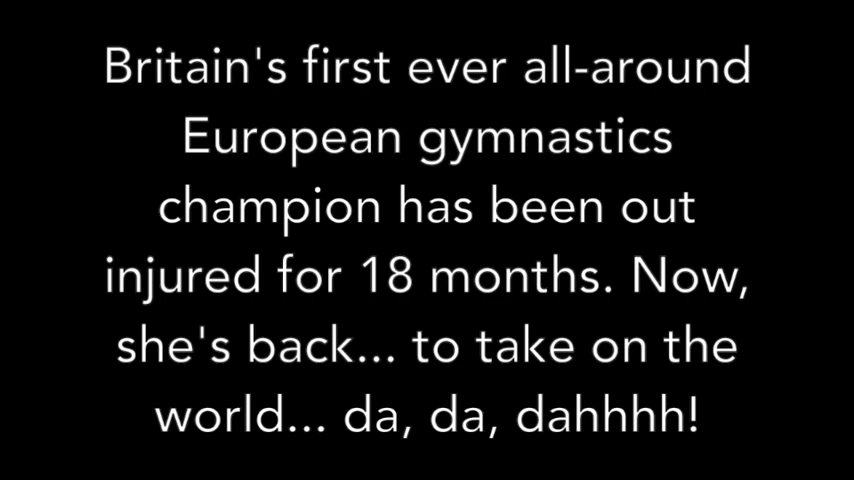 Britain's first ever all-around
European gymnastics
champion has been out
injured for 18 months. Now,
she's back... to take on the
world... da, da, dahhhh!